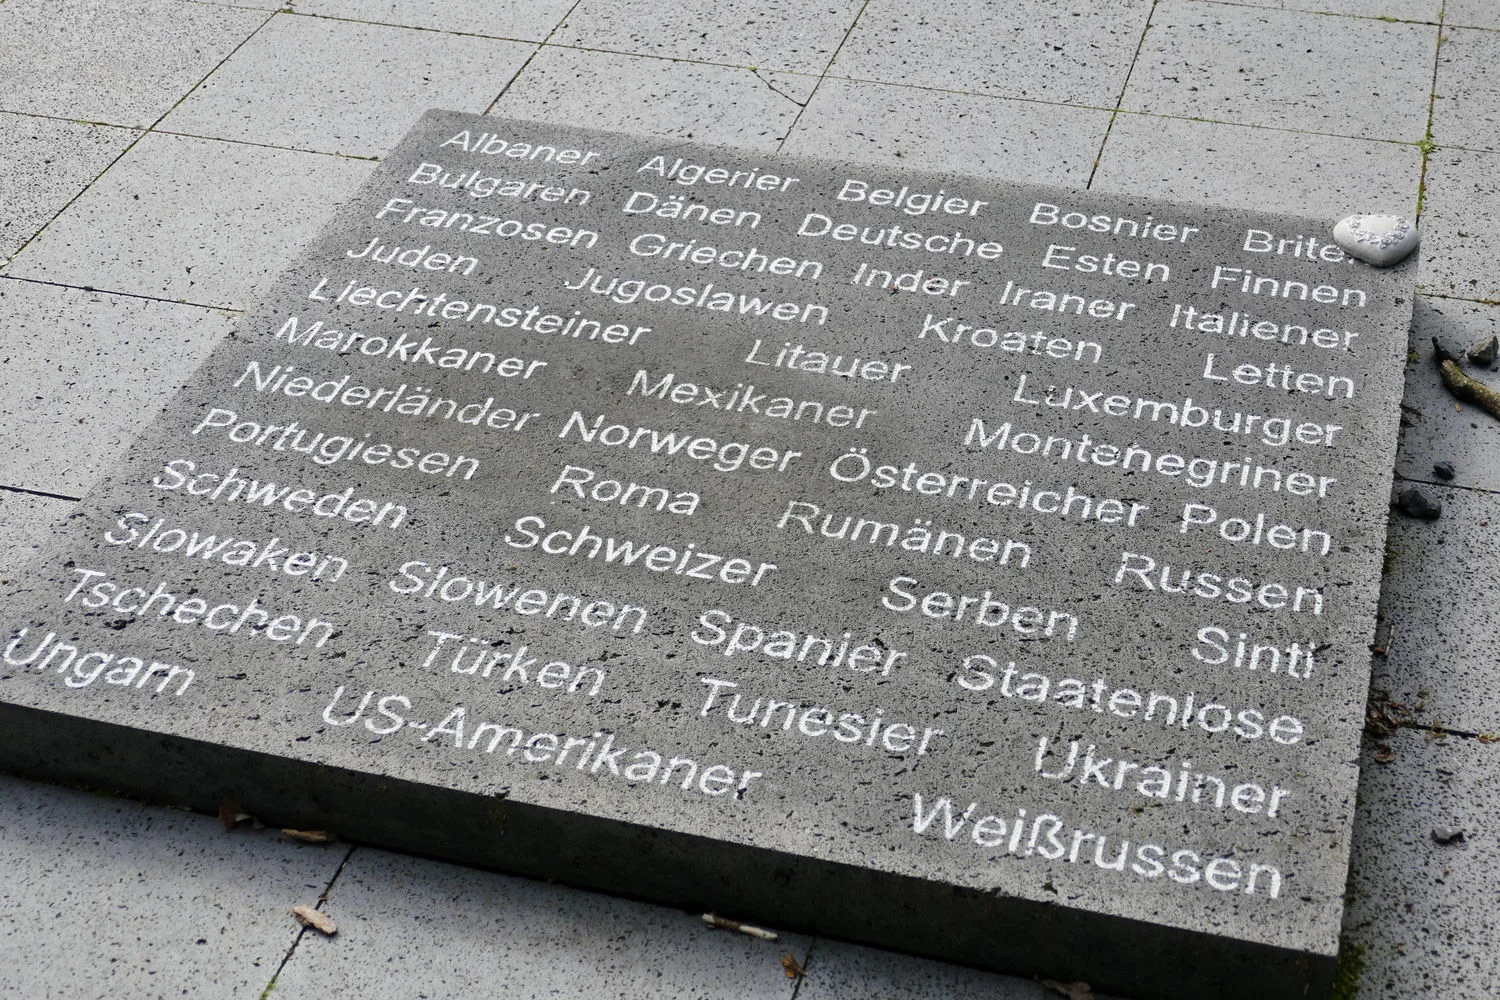 Albaner Algerier Belgier Bosnier Brite
Bulgaren Dänen Deutsche Esten Finnen
Franzosen Griechen Inder Iraner Italiener
Juden Jugoslawen Kroaten Letten
Liechtensteiner Litauer Luxemburger
Marokkaner Mexikaner Montenegriner
Niederländer Norweger Österreicher Polen
Portugiesen Roma Rumänen Russen
Schweden Schweizer Serben Sinti
Slowaken Slowenen Spanier Staatenlose
Tschechen Türken Tunesier Ukrainer
Ungarn US-Amerikaner Weißrussen